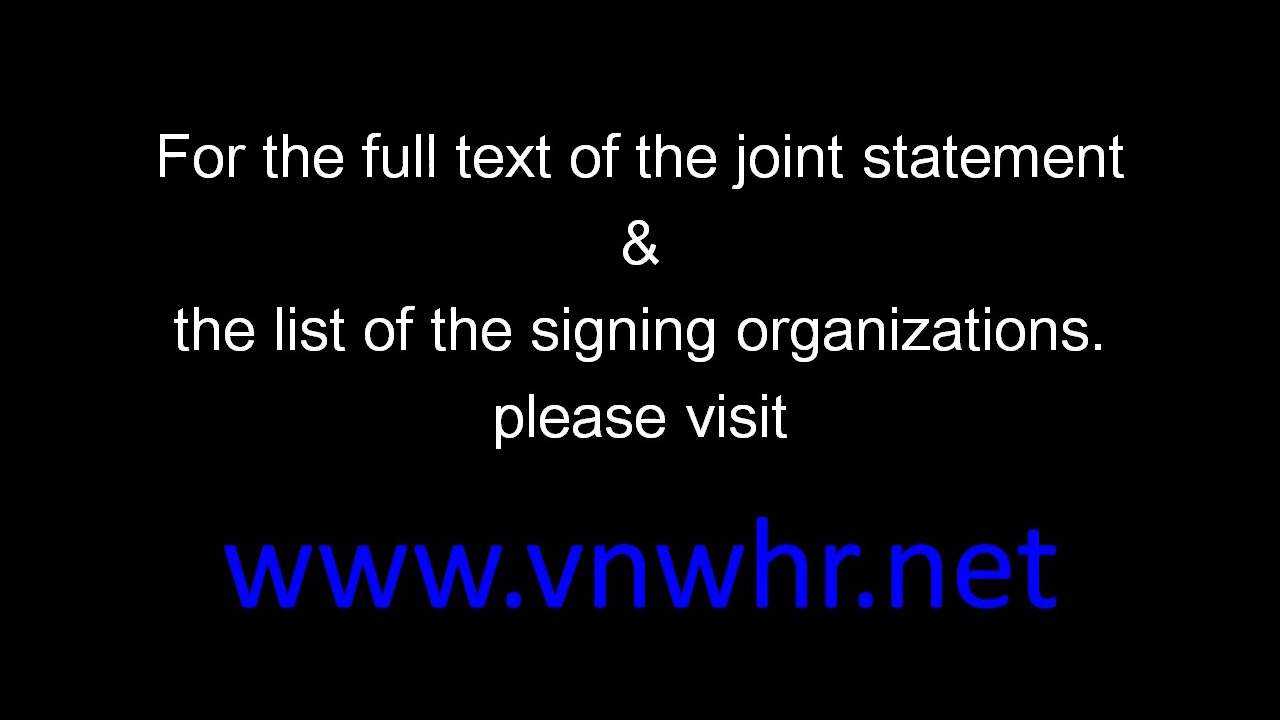 For the full text of the joint statement
&
the list of the signing organizations.
please visit
www.vnwhr.net